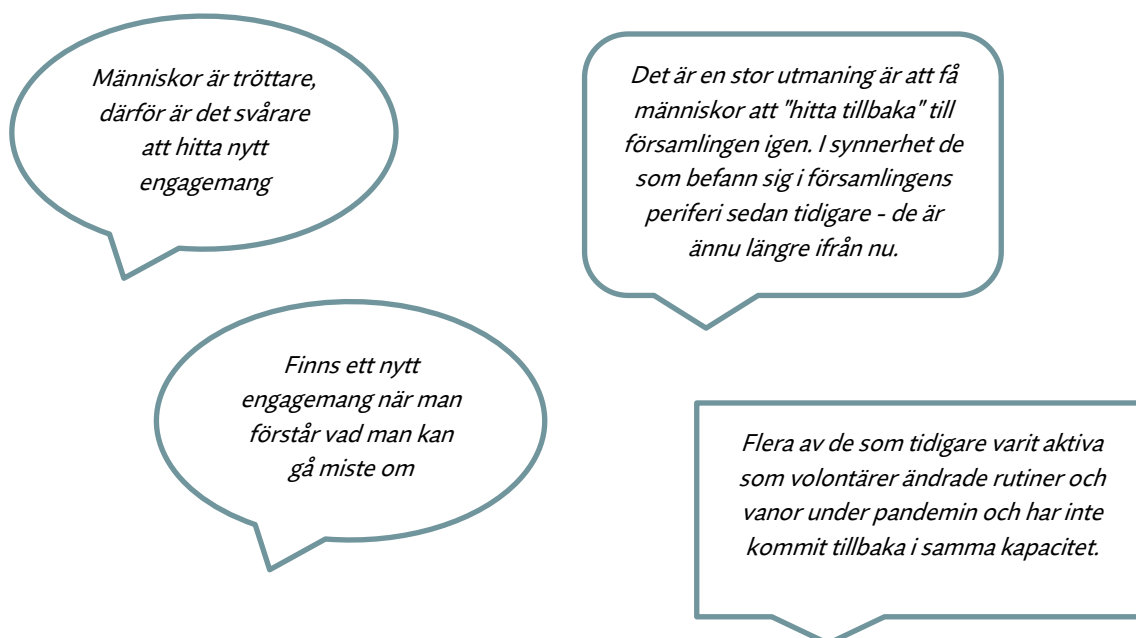 Människor är tröttare,
därför är det svårare
att hitta nytt
engagemang
Det är en stor utmaning är att få
människor att "hitta tillbaka" till
församlingen igen. I synnerhet de
som befann sig i församlingens
periferi sedan tidigare - de är
ännu längre ifrån nu.
Finns ett nytt
engagemang när man
förstår vad man kan
gå miste om
Flera av de som tidigare varit aktiva
som volontärer ändrade rutiner och
vanor under pandemin och har inte
kommit tillbaka i samma kapacitet.